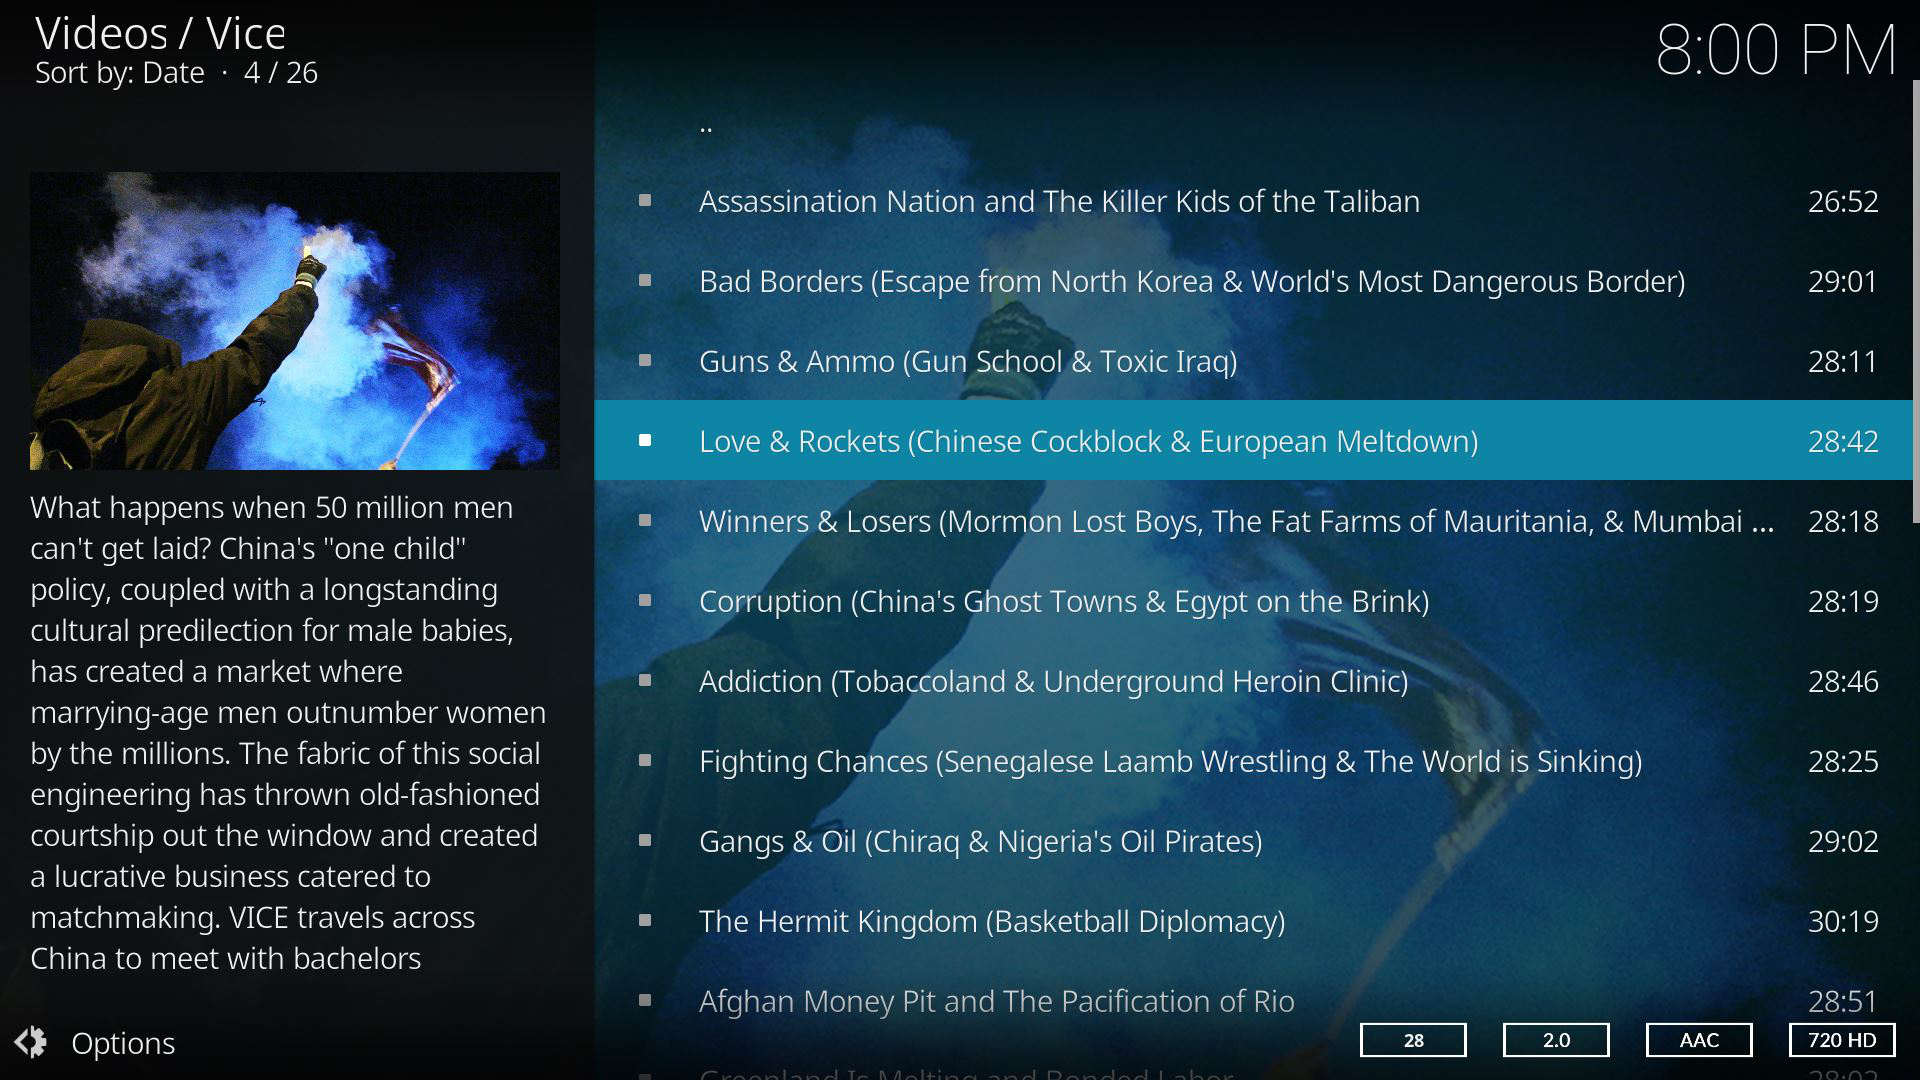 Videos / Vice
Sort by: Date · 4 / 26
8:00 PM
..
Assassination Nation and The Killer Kids of the Taliban 26:52
Bad Borders (Escape from North Korea & World's Most Dangerous Border) 29:01
Guns & Ammo (Gun School & Toxic Iraq) 28:11
Love & Rockets (Chinese Cockblock & European Meltdown) 28:42
Winners & Losers (Mormon Lost Boys, The Fat Farms of Mauritania, & Mumbai ... 28:18
Corruption (China's Ghost Towns & Egypt on the Brink) 28:19
Addiction (Tobaccoland & Underground Heroin Clinic) 28:46
Fighting Chances (Senegalese Laamb Wrestling & The World is Sinking) 28:25
Gangs & Oil (Chiraq & Nigeria's Oil Pirates) 29:02
The Hermit Kingdom (Basketball Diplomacy) 30:19
Afghan Money Pit and The Pacification of Rio 28:51
Greenland Is Melting and Bonded Labor 28:02
What happens when 50 million men
can't get laid? China's "one child"
policy, coupled with a longstanding
cultural predilection for male babies,
has created a market where
marrying-age men outnumber women
by the millions. The fabric of this social
engineering has thrown old-fashioned
courtship out the window and created
a lucrative business catered to
matchmaking. VICE travels across
China to meet with bachelors
Options
28 2.0 AAC 720 HD